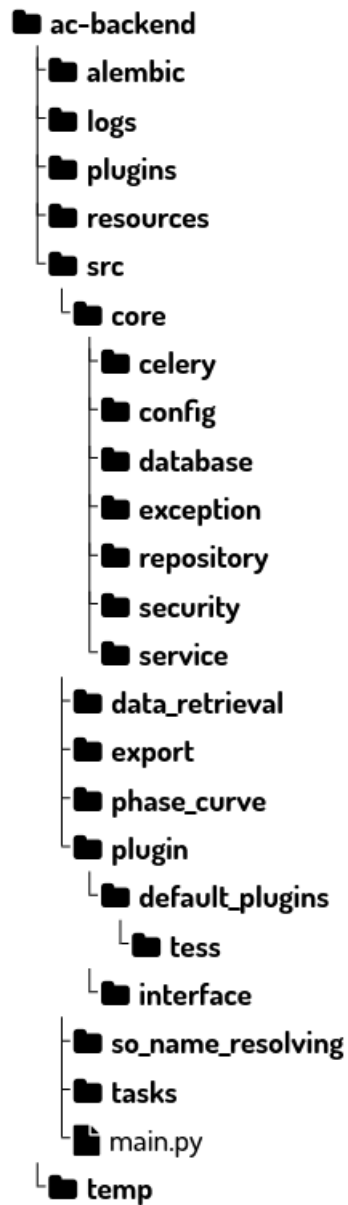 ac-backend
alembic
logs
plugins
resources
src
core
celery
config
database
exception
repository
security
service
data_retrieval
export
phase_curve
plugin
default_plugins
tess
interface
so_name_resolving
tasks
main.py
temp